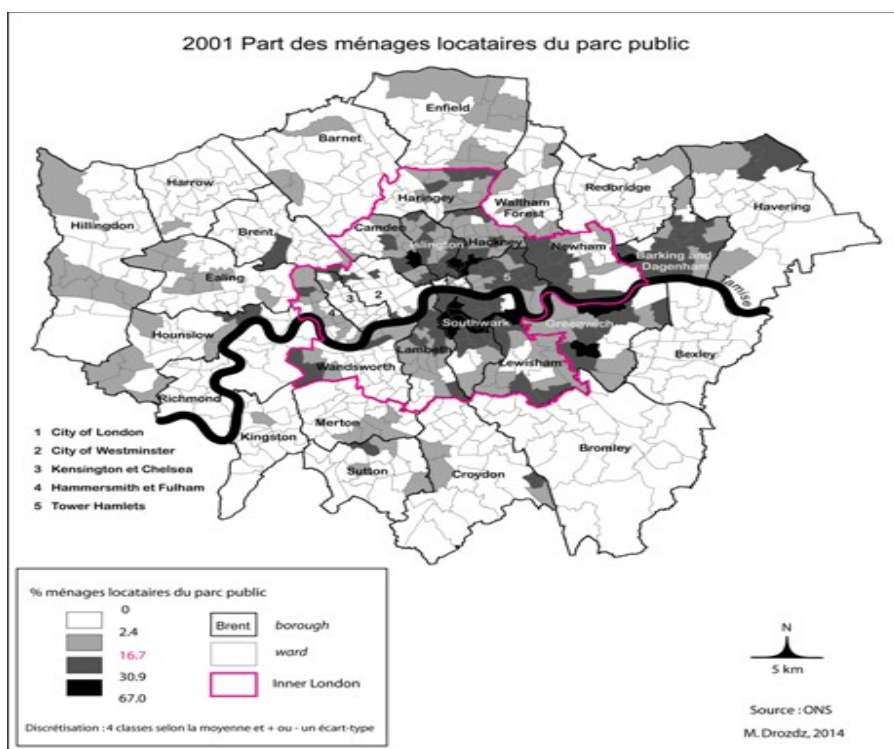 2001 Part des ménages locataires du parc public
Enfield
Barnet
Harrow
Haringey
Redbridge
Waltham
Forest
Havering
Hillingdon
Brent
Camden
Islington
Hackney
Newham
Barking and
Dagenham
Ealing
5
3
2
1
4
Tamise
Hounslow
Southwark
Greenwich
Lambeth
Bexley
Wandsworth
Lewisham
Richmond
Kingston
Merton
Bromley
Sutton
Croydon
1 City of London
2 City of Westminster
3 Kensington et Chelsea
4 Hammersmith et Fulham
5 Tower Hamlets
% ménages locataires du parc public
0
2.4
16.7
30.9
67.0
Brent borough
ward
Inner London
Discrétisation : 4 classes selon la moyenne et + ou - un écart-type
N
5 km
Source : ONS
M. Drozdz, 2014